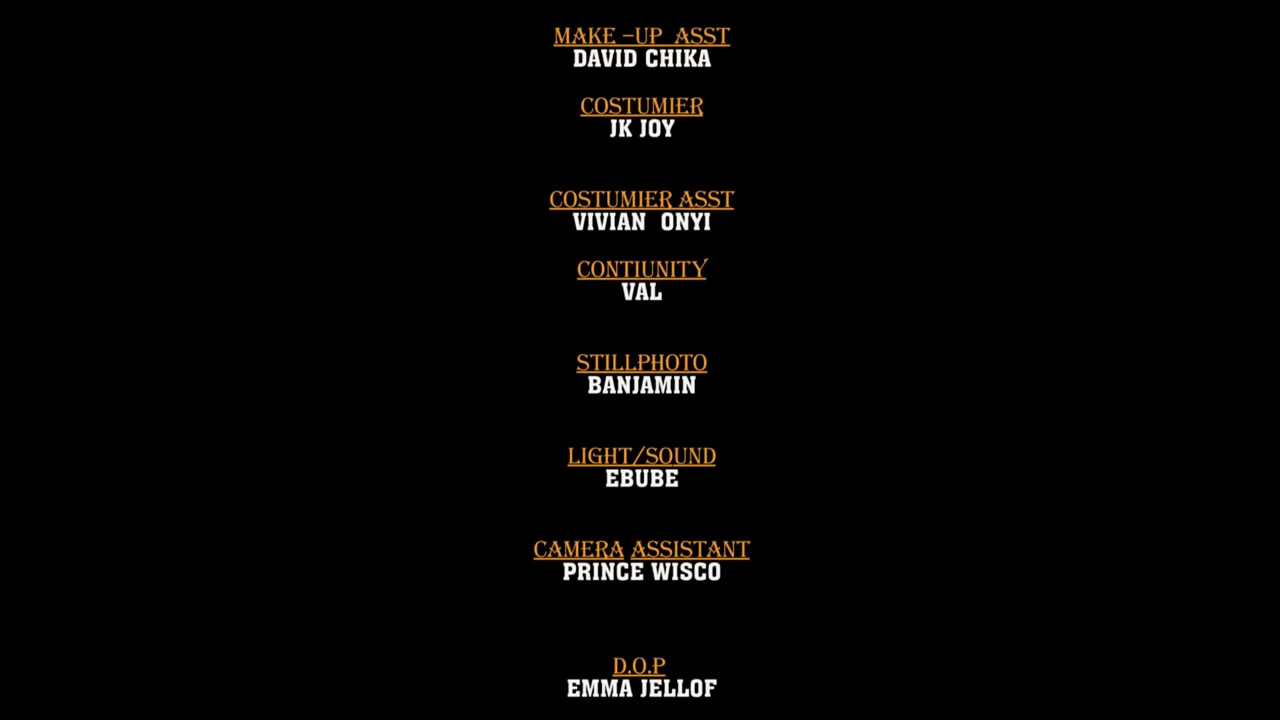 MAKE –UP  ASST
DAVID CHIKA
COSTUMIER
JK JOY
COSTUMIER ASST
VIVIAN  ONYI
CONTIUNITY
VAL
STILLPHOTO
BANJAMIN
LIGHT/SOUND
EBUBE
CAMERA ASSISTANT
PRINCE WISCO
D.O.P
EMMA JELLOF